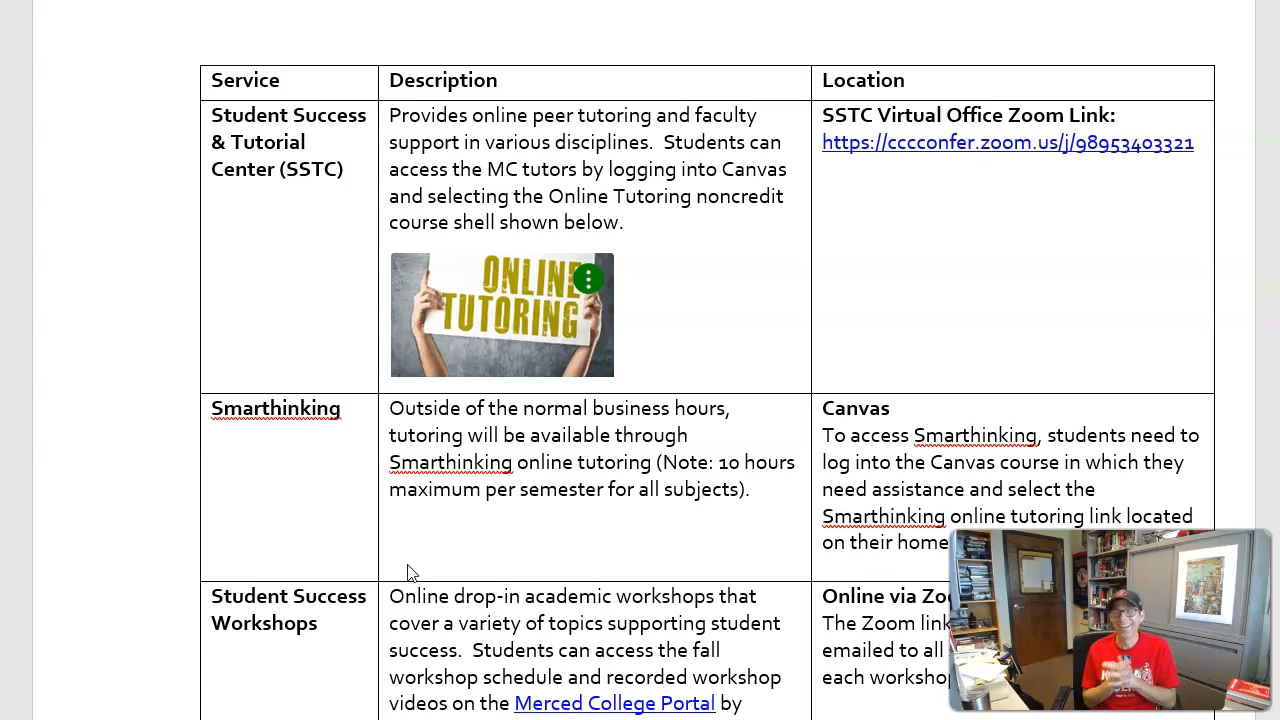 Service
Description
Location
Student Success
& Tutorial
Center (SSTC)
Provides online peer tutoring and faculty
support in various disciplines.  Students can
access the MC tutors by logging into Canvas
and selecting the Online Tutoring noncredit
course shell shown below.
ONLINE
TUTORING
SSTC Virtual Office Zoom Link:
https://cccconfer.zoom.us/j/98953403321
Smarthinking
Outside of the normal business hours,
tutoring will be available through
Smarthinking online tutoring (Note: 10 hours
maximum per semester for all subjects).
Canvas
To access Smarthinking, students need to
log into the Canvas course in which they
need assistance and select the
Smarthinking online tutoring link located
on their home
Student Success
Workshops
Online drop-in academic workshops that
cover a variety of topics supporting student
success.  Students can access the fall
workshop schedule and recorded workshop
videos on the Merced College Portal by
Online via Zoo
The Zoom link
emailed to all
each workshop